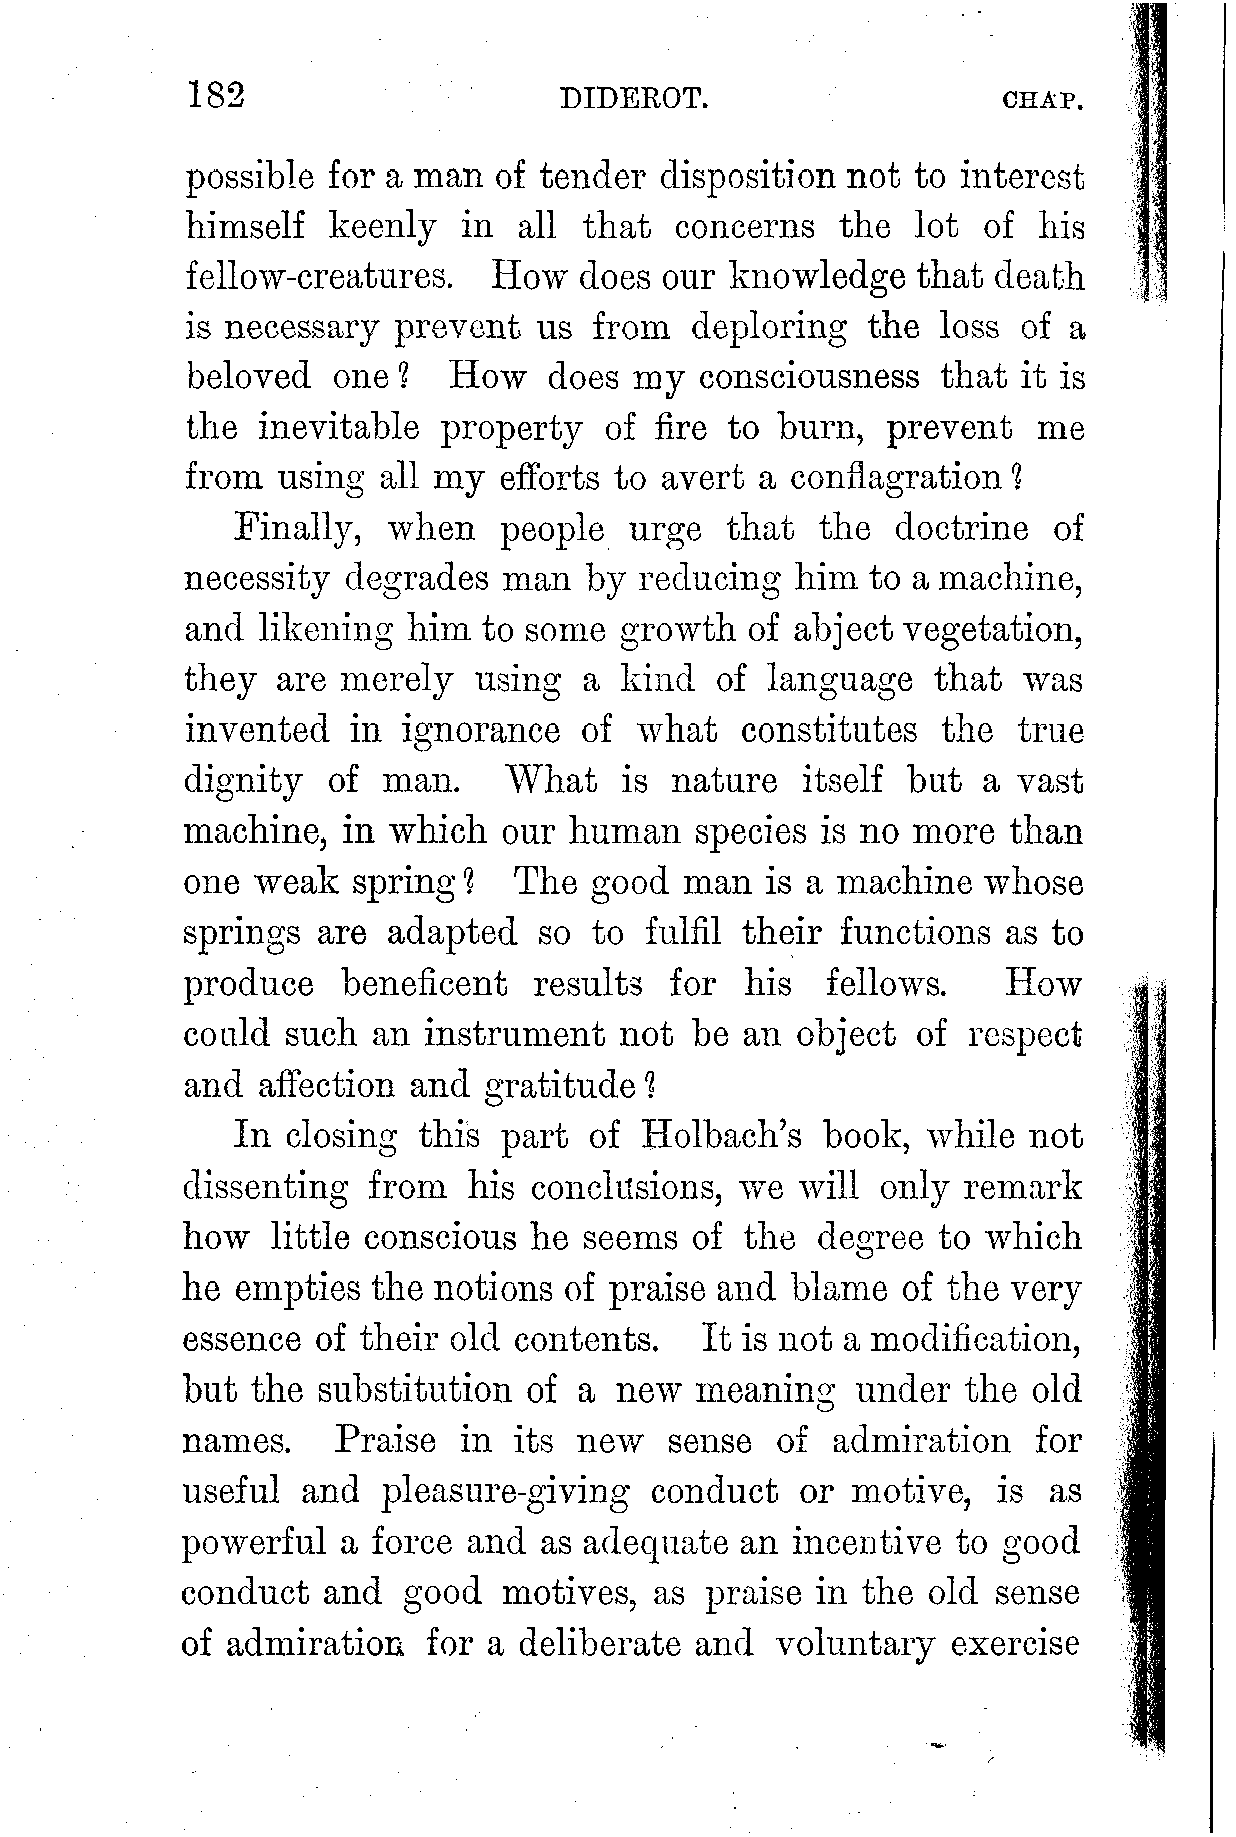 182 DIDEROT. CHAP.
possible for a man of tender disposition not to interest
himself keenly in all that concerns the lot of his
fellow-creatures. How does our knowledge that death
is necessary prevent us from deploring the loss of a
beloved one? How does my consciousness that it is
the inevitable property of fire to burn, prevent me
from using all my efforts to avert a conflagration?
Finally, when people urge that the doctrine of
necessity degrades man by reducing him to a machine,
and likening him to some growth of abject vegetation,
they are merely using a kind of language that was
invented in ignorance of what constitutes the true
dignity of man. What is nature itself but a vast
machine, in which our human species is no more than
one weak spring? The good man is a machine whose
springs are adapted so to fulfil their functions as to
produce beneficent results for his fellows. How
could such an instrument not be an object of respect
and affection and gratitude?
In closing this part of Holbach's book, while not
dissenting from his conclusions, we will only remark
how little conscious he seems of the degree to which
he empties the notions of praise and blame of the very
essence of their old contents. It is not a modification,
but the substitution of a new meaning under the old
names. Praise in its new sense of admiration for
useful and pleasure-giving conduct or motive, is as
powerful a force and as adequate an incentive to good
conduct and good motives, as praise in the old sense
of admiration for a deliberate and voluntary exercise